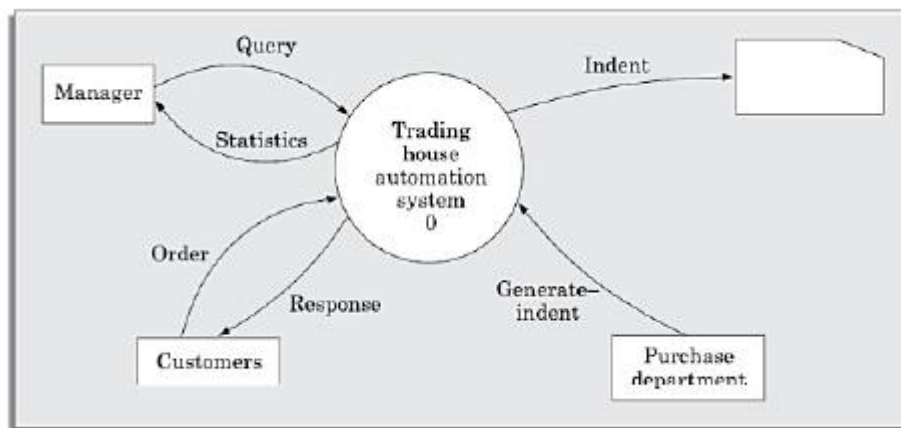 Query
Indent
Manager
Statistics
Trading
house
automation
system
0
Order
Response
Generate–
indent
Customers
Purchase
department